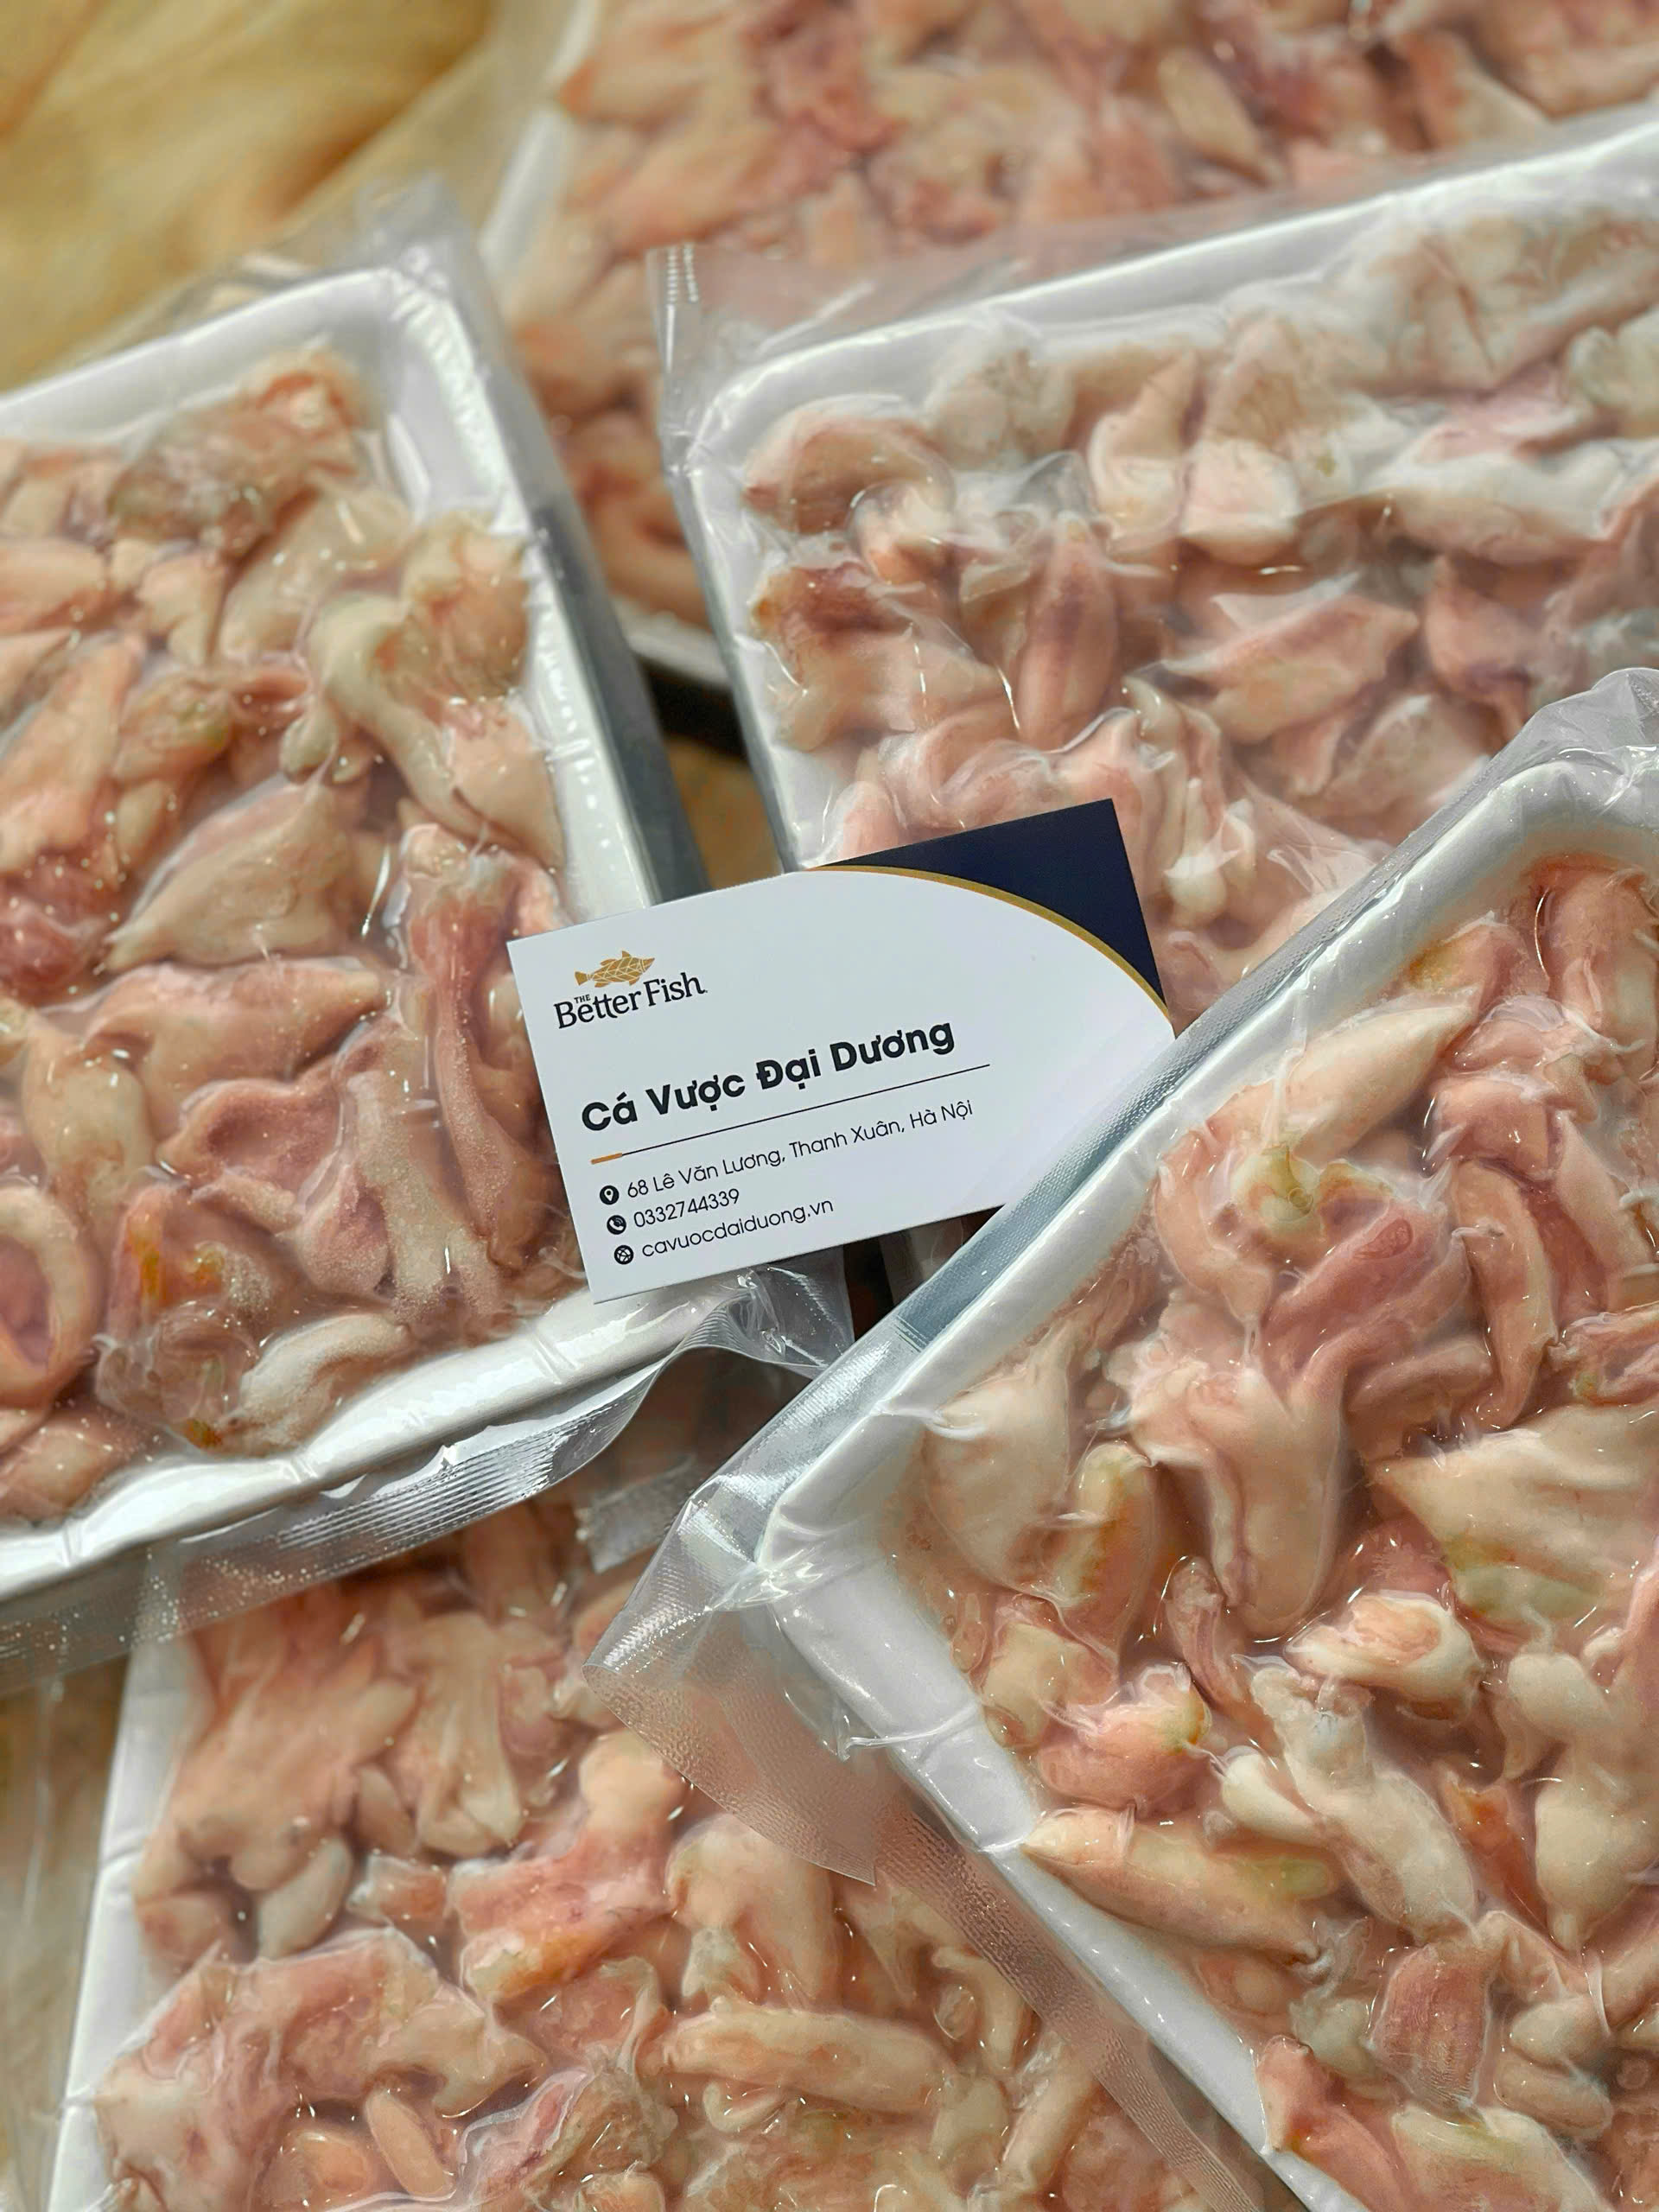 THE
Better Fish
Cá Vược Đại Dương
68 Lê Văn Lương, Thanh Xuân, Hà Nội
0332744339
cavuocdaiduong.vn